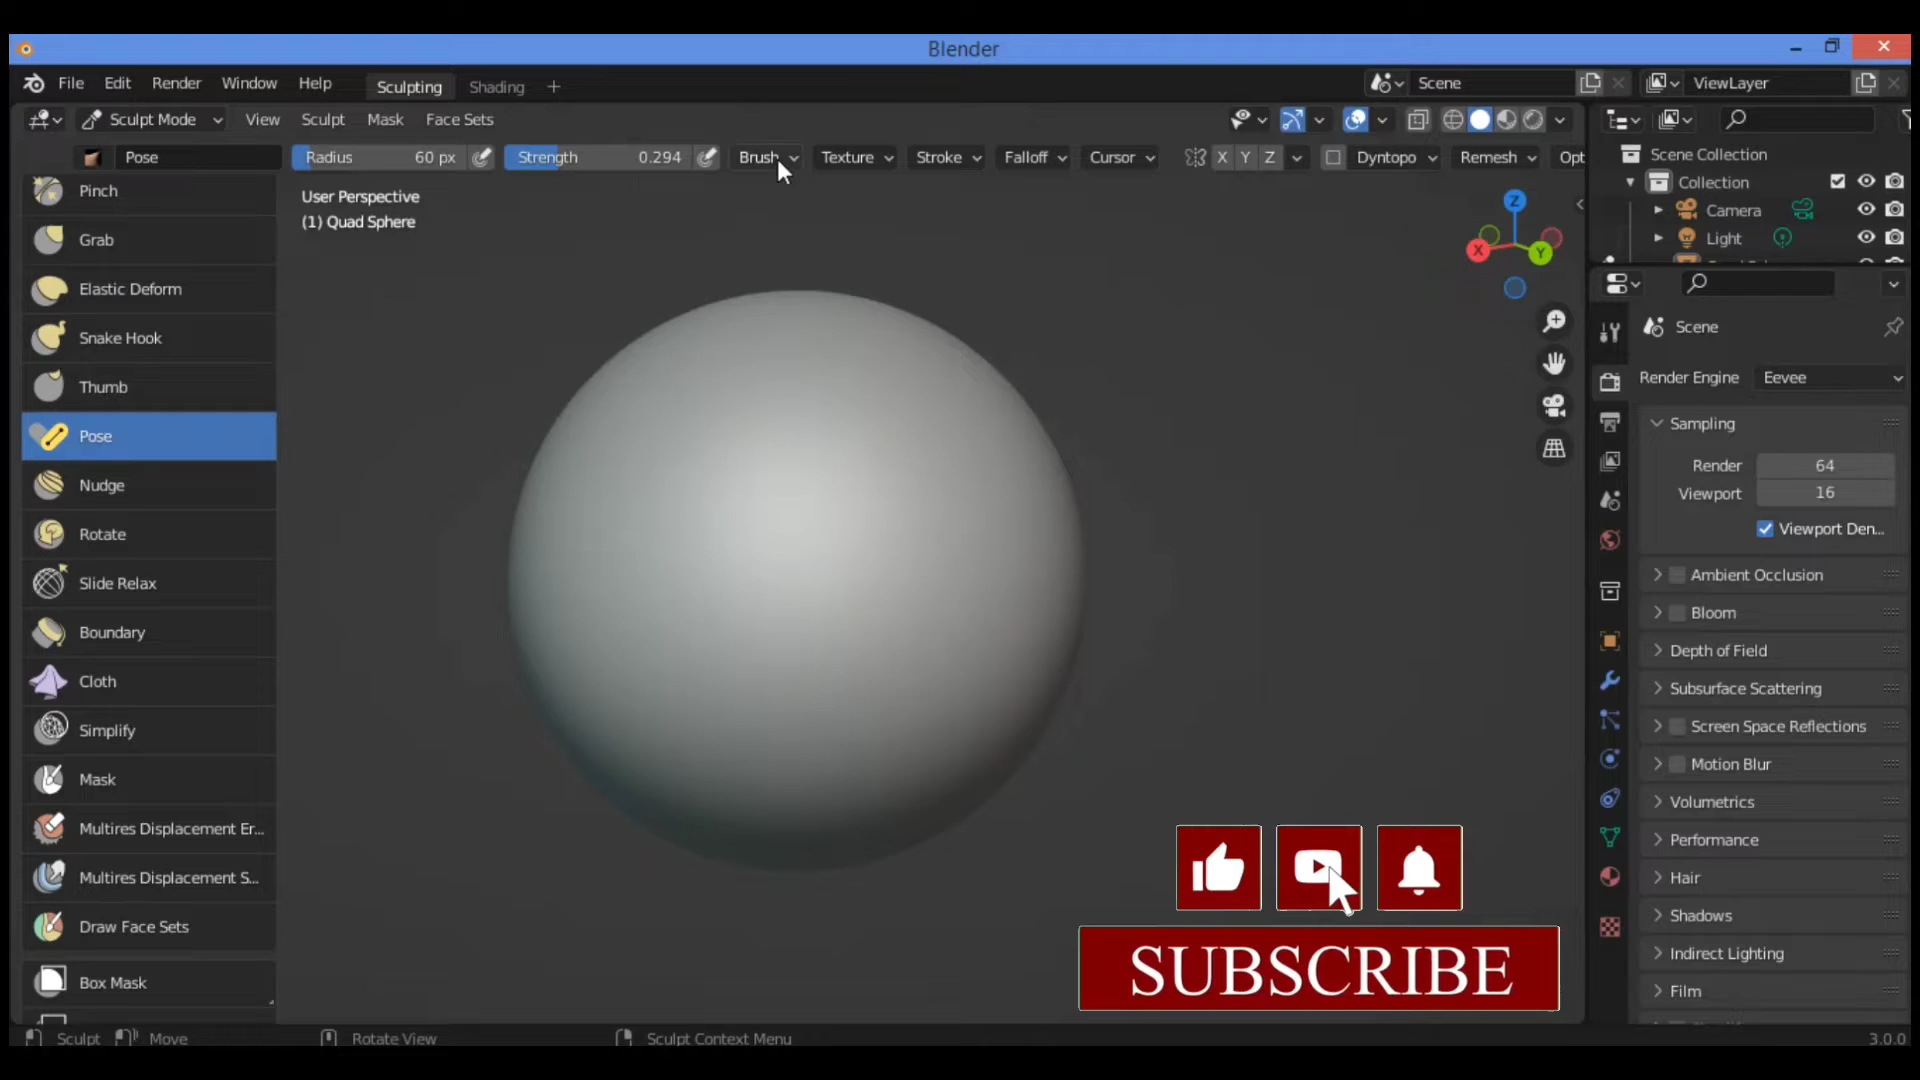 Blender
File Edit Render Window Help Sculpting Shading + Scene ViewLayer
Sculpt Mode View Sculpt Mask Face Sets
Pose Radius 60 px Strength 0.294 Brush Texture Stroke Falloff Cursor X Y Z Dyntopo Remesh Opt
User Perspective
(1) Quad Sphere
Z
X
Y
Pinch
Grab
Elastic Deform
Snake Hook
Thumb
Pose
Nudge
Rotate
Slide Relax
Boundary
Cloth
Simplify
Mask
Multires Displacement Er...
Multires Displacement S...
Draw Face Sets
Box Mask
Scene Collection
Collection
Camera
Light
Scene
Render Engine Eevee
Sampling
Render 64
Viewport 16
Viewport Den...
Ambient Occlusion
Bloom
Depth of Field
Subsurface Scattering
Screen Space Reflections
Motion Blur
Volumetrics
Performance
Hair
Shadows
Indirect Lighting
Film
SUBSCRIBE
Sculpt Move Rotate View Sculpt Context Menu 3.0.0